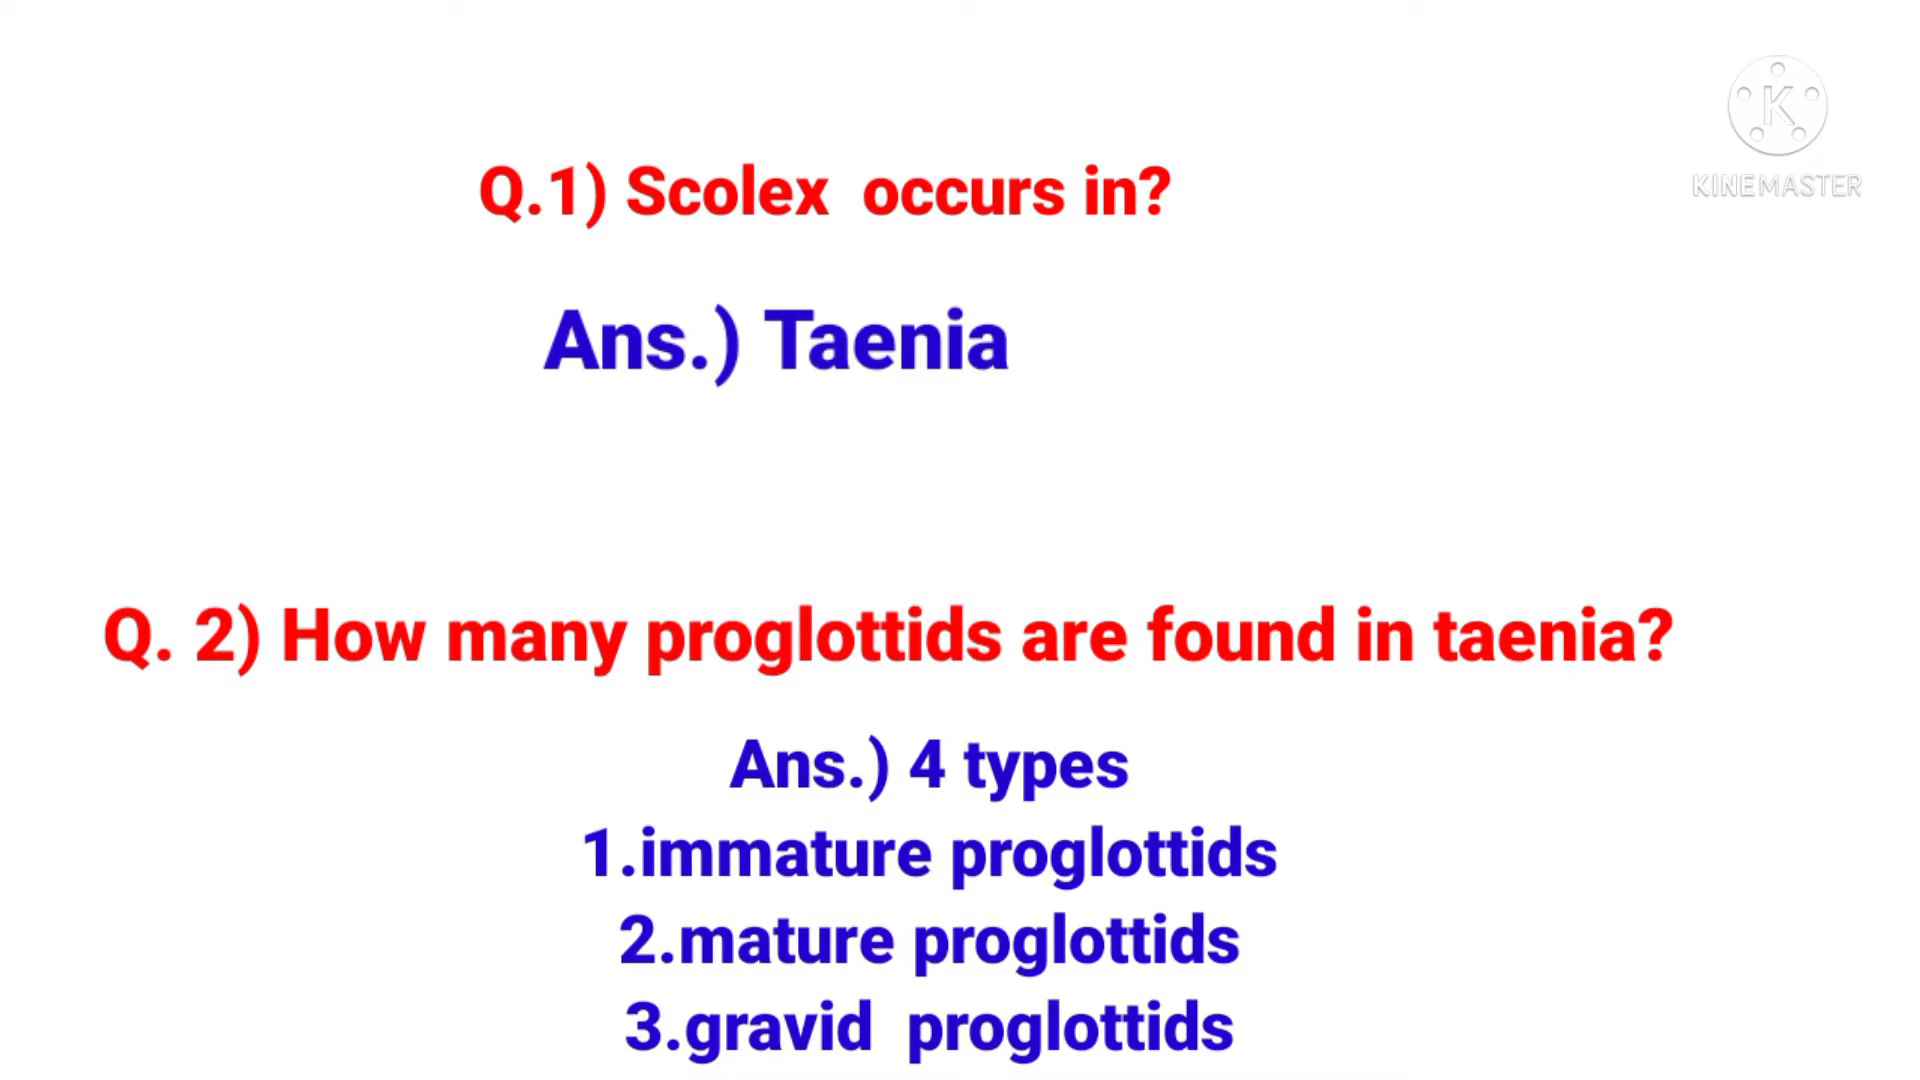 K
KINEMASTER
Q.1) Scolex occurs in?
Ans.) Taenia
Q. 2) How many proglottids are found in taenia?
Ans.) 4 types
1.immature proglottids
2.mature proglottids
3.gravid proglottids